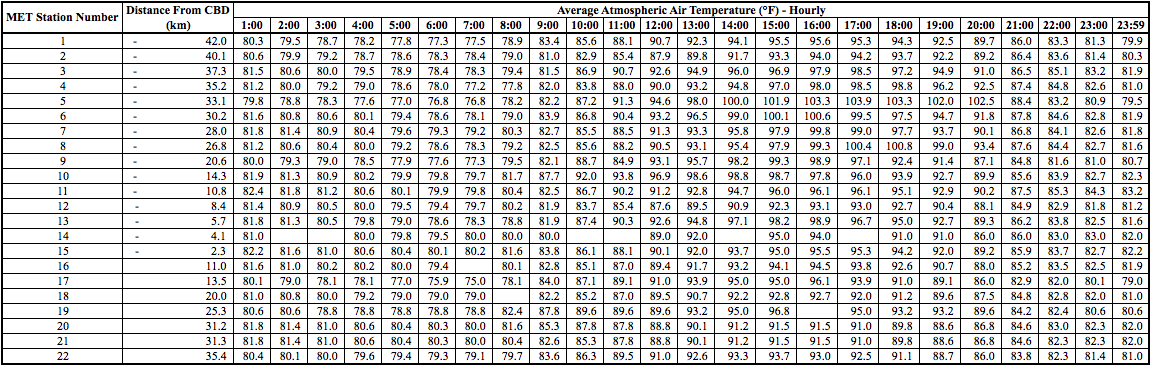 MET Station Number Distance From CBD (km) Average Atmospheric Air Temperature (°F) - Hourly
1:00 2:00 3:00 4:00 5:00 6:00 7:00 8:00 9:00 10:00 11:00 12:00 13:00 14:00 15:00 16:00 17:00 18:00 19:00 20:00 21:00 22:00 23:00 23:59
1 - 42.0 80.3 79.5 78.7 78.2 77.8 77.3 77.5 78.9 83.4 85.6 88.1 90.7 92.3 94.1 95.5 95.6 95.3 94.3 92.5 89.7 86.0 83.3 81.3 79.9
2 - 40.1 80.6 79.9 79.2 78.7 78.6 78.3 78.4 79.0 81.0 82.9 85.4 87.9 89.8 91.7 93.3 94.0 94.2 93.7 92.2 89.2 86.4 83.6 81.4 80.3
3 - 37.3 81.5 80.6 80.0 79.5 78.9 78.4 78.3 79.4 81.5 86.9 90.7 92.6 94.9 96.0 96.9 97.9 98.5 97.2 94.9 91.0 86.5 85.1 83.2 81.9
4 - 35.2 81.2 80.0 79.2 79.0 78.6 78.0 77.2 77.8 82.0 83.8 88.0 90.0 93.2 94.8 97.0 98.0 98.5 98.8 96.2 92.5 87.4 84.8 82.6 81.0
5 - 33.1 79.8 78.8 78.3 77.6 77.0 76.8 76.8 78.2 82.2 87.2 91.3 94.6 98.0 100.0 101.9 103.3 103.9 103.3 102.0 102.5 88.4 83.2 80.9 79.5
6 - 30.2 81.6 80.8 80.6 80.1 79.4 78.6 78.1 79.0 83.9 86.8 90.4 93.2 96.5 99.0 100.1 100.6 99.5 97.5 94.7 91.8 87.8 84.6 82.8 81.9
7 - 28.0 81.8 81.4 80.9 80.4 79.6 79.3 79.2 80.3 82.7 85.5 88.5 91.3 93.3 95.8 97.9 99.8 99.0 97.7 93.7 90.1 86.8 84.1 82.6 81.8
8 - 26.8 81.2 80.6 80.4 80.0 79.2 78.6 78.3 79.2 82.5 85.6 88.2 90.5 93.1 95.4 97.9 99.3 100.4 100.8 99.0 93.4 87.6 84.4 82.7 81.6
9 - 20.6 80.0 79.3 79.0 78.5 77.9 77.6 77.3 79.5 82.1 88.7 84.9 93.1 95.7 98.2 99.3 98.9 97.1 92.4 91.4 87.1 84.8 81.6 81.0 80.7
10 - 14.3 81.9 81.3 80.9 80.2 79.9 79.8 79.7 81.7 87.7 92.0 93.8 96.9 98.6 98.8 98.7 97.8 96.0 93.9 92.7 89.9 85.6 83.9 82.7 82.3
11 - 10.8 82.4 81.8 81.2 80.6 80.1 79.9 79.8 80.4 82.5 86.7 90.2 91.2 92.8 94.7 96.0 96.1 96.1 95.1 92.9 90.2 87.5 85.3 84.3 83.2
12 - 8.4 81.4 80.9 80.5 80.0 79.5 79.4 79.7 80.2 81.9 83.7 85.4 87.6 89.5 90.9 92.3 93.1 93.0 92.7 90.4 88.1 84.9 82.9 81.8 81.2
13 - 5.7 81.8 81.3 80.5 79.8 79.0 78.6 78.3 78.8 81.9 87.4 90.3 92.6 94.8 97.1 98.2 98.9 96.7 95.0 92.7 89.3 86.2 83.8 82.5 81.6
14 - 4.1 81.0 80.0 79.8 79.5 80.0 80.0 80.0 89.0 92.0 95.0 94.0 91.0 91.0 86.0 86.0 83.0 83.0 82.0
15 - 2.3 82.2 81.6 81.0 80.6 80.4 80.1 80.2 81.6 83.8 86.1 88.1 90.1 92.0 93.7 95.0 95.5 95.3 94.2 92.0 89.2 85.9 83.7 82.7 82.2
16 11.0 81.6 81.0 80.2 80.2 80.0 79.4 80.1 82.8 85.1 87.0 89.4 91.7 93.2 94.1 94.5 93.8 92.6 90.7 88.0 85.2 83.5 82.5 81.9
17 13.5 80.1 79.0 78.1 78.1 77.0 75.9 75.0 75.0 84.0 87.1 89.1 91.0 93.9 95.0 95.0 96.1 93.9 91.0 89.1 86.0 82.9 82.0 80.1 79.0
18 20.0 81.0 80.8 80.0 79.2 79.0 79.0 79.0 82.2 85.2 87.0 89.5 90.7 92.2 92.8 92.7 92.0 91.2 89.6 87.5 84.8 82.8 82.0 81.0
19 25.3 80.6 80.6 78.8 78.8 78.8 78.8 78.8 82.4 87.8 89.6 89.6 89.6 93.2 95.0 96.8 95.0 93.2 93.2 89.6 84.2 82.4 80.6 80.6
20 31.2 81.8 81.4 81.0 80.6 80.4 80.3 80.0 81.6 85.3 87.8 87.8 88.8 90.1 91.2 91.5 91.5 91.0 89.8 88.6 86.8 84.6 83.0 82.3 82.0
21 31.3 81.8 81.4 81.0 80.6 80.4 80.3 80.0 80.4 82.6 85.3 87.8 88.8 90.1 91.2 91.5 91.5 91.0 89.8 88.6 86.8 84.6 82.3 82.3 82.0
22 35.4 80.4 80.1 80.0 79.6 79.4 79.3 79.1 79.7 83.6 86.3 89.5 91.0 92.6 93.3 93.7 93.0 92.5 91.1 88.7 86.0 83.8 82.3 81.4 81.0